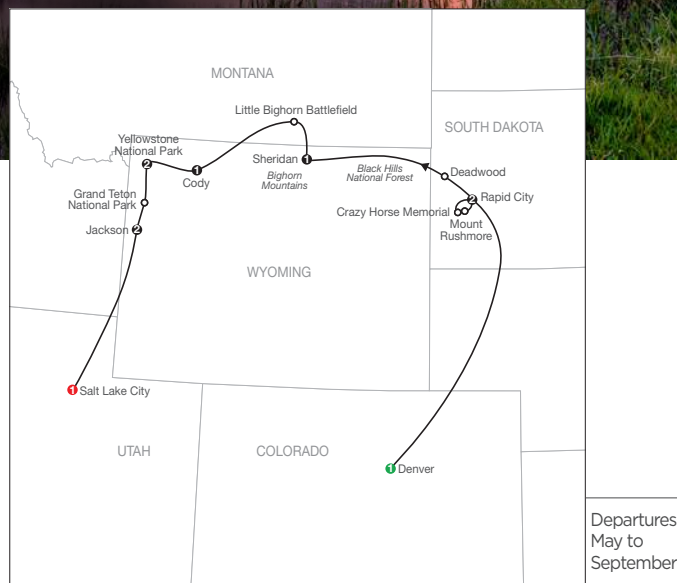 MONTANA
Little Bighorn Battlefield
SOUTH DAKOTA
Yellowstone
National Park
2
1
Cody
Sheridan 1
Bighorn
Mountains
Black Hills
National Forest
Deadwood
2 Rapid City
Grand Teton
National Park
Crazy Horse Memorial
Mount
Rushmore
Jackson 2
WYOMING
1 Salt Lake City
UTAH
COLORADO
1 Denver
Departures
May to
September